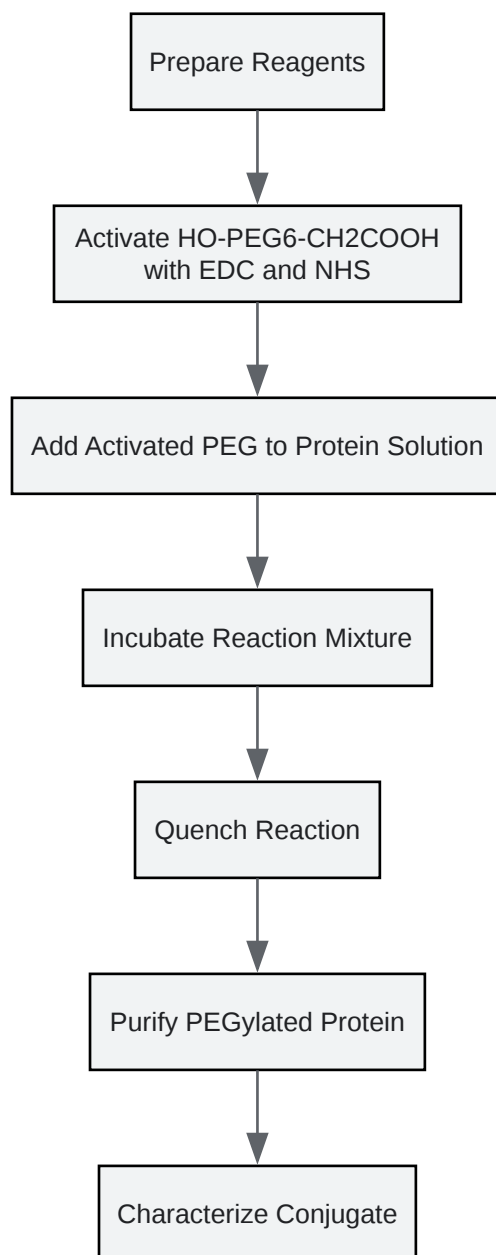 Prepare Reagents
Activate HO-PEG6-CH2COOH
with EDC and NHS
Add Activated PEG to Protein Solution
Incubate Reaction Mixture
Quench Reaction
Purify PEGylated Protein
Characterize Conjugate